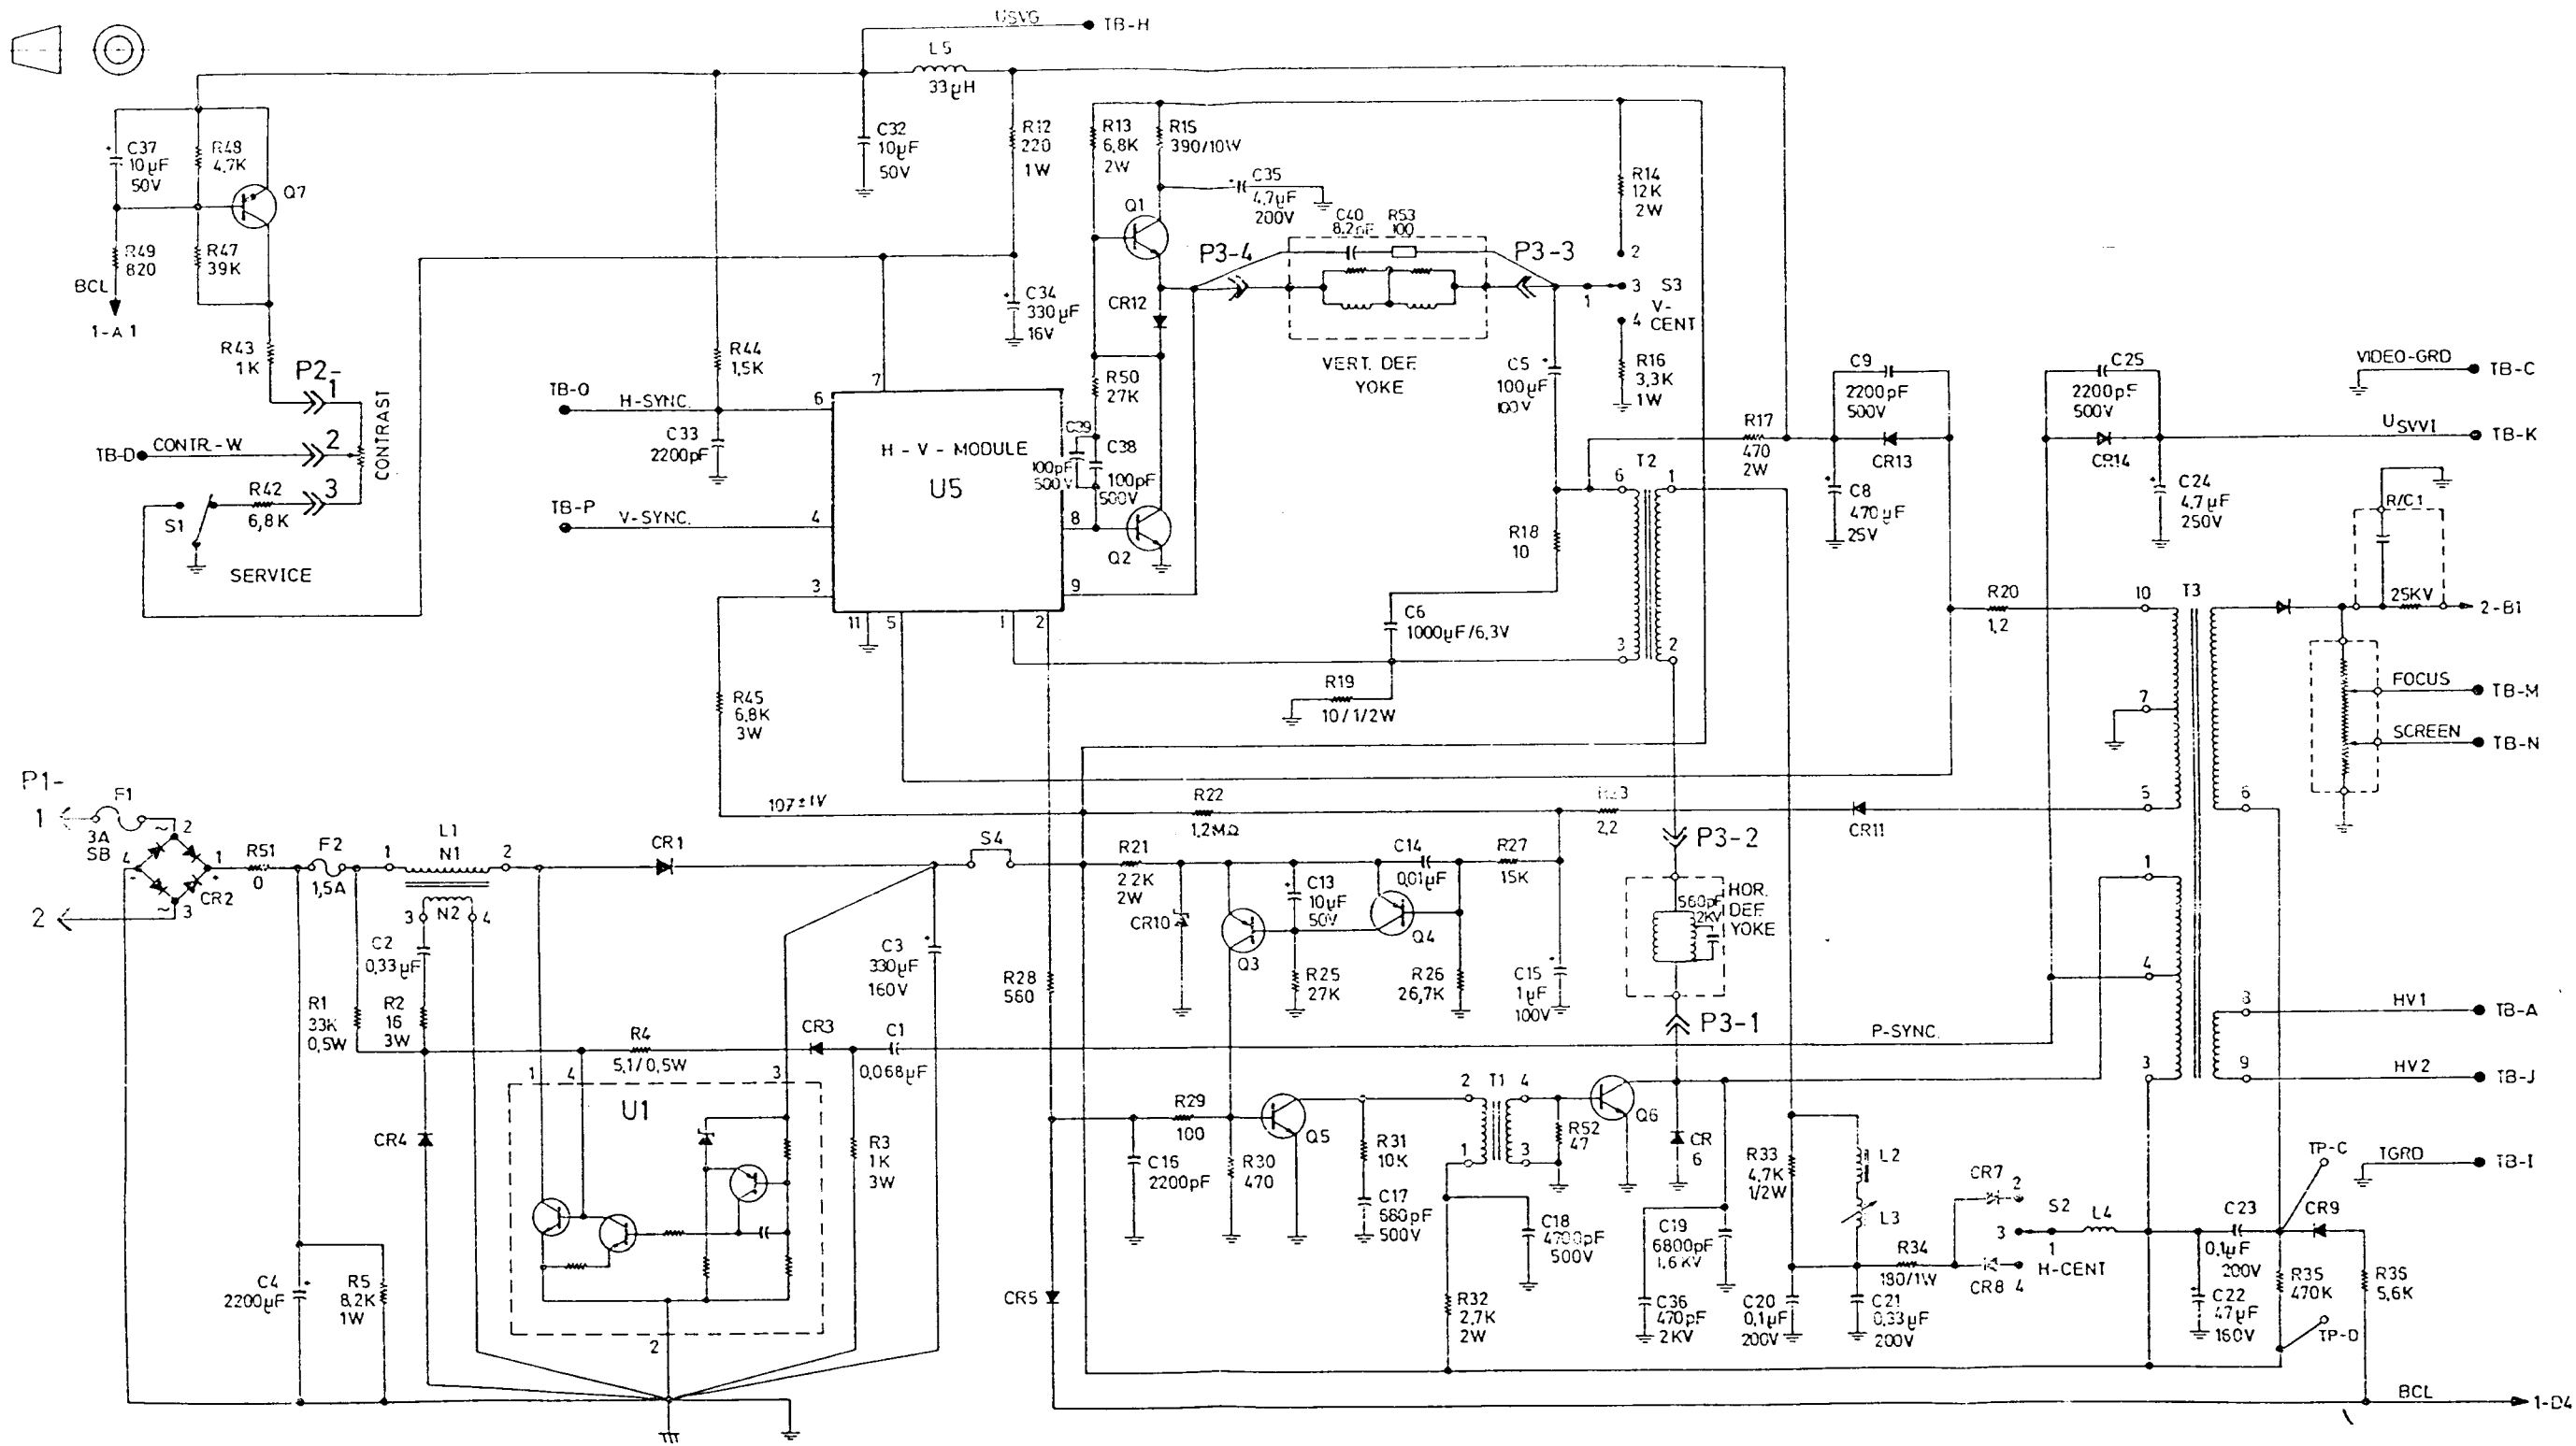 USVG
TB-H
L5
33µH
C37
10µF
50V
R48
4,7K
Q7
R49
820
R47
39K
BCL
1-A1
R43
1K
P2-
1
2
3
CONTRAST
TB-D
CONTR.-W
R42
6,8K
S1
SERVICE
C32
10µF
50V
R12
220
1W
R13
6,8K
2W
R15
390/10W
C35
4,7µF
200V
Q1
R14
12K
2W
C40
8.2nF
R53
100
P3-4
P3-3
2
3
4
1
S3
V-
CENT
CR12
C34
330µF
16V
VERT. DEF.
YOKE
C5
100µF
100V
R16
3,3K
1W
R44
1,5K
TB-O
H-SYNC.
6
7
C33
2200pF
H-V-MODULE
U5
R50
27K
C39
100pF
500V
C38
100pF
500V
TB-P
V-SYNC.
4
8
Q2
3
9
11
5
1
2
R17
470
2W
C9
2200pF
500V
CR13
C8
470µF
25V
C25
2200pF
500V
CR14
C24
4,7µF
250V
VIDEO-GRD
TB-C
USVV1
TB-K
R/C1
25KV
2-B1
FOCUS
TB-M
SCREEN
TB-N
T2
6
1
3
2
R18
10
C6
1000µF/6,3V
R19
10/1/2W
R20
1,2
10
T3
7
5
6
R45
6,8K
3W
107±1V
R22
1,2MΩ
2,2
CR11
P1-
1
F1
3A
SB
2
4
2
1
3
CR2
R51
0
F2
1,5A
L1
1
N1
2
3
N2
4
CR1
S4
R21
2.2K
2W
CR10
C13
10µF
50V
C14
0,01µF
R27
15K
Q3
Q4
R25
27K
R26
26,7K
C15
1µF
100V
P3-2
560pF
2KV
HOR.
DEF.
YOKE
P3-1
C2
0,33µF
R1
33K
0,5W
R2
16
3W
C3
330µF
160V
R28
560
R4
5,1/0,5W
CR3
C1
0,068µF
P-SYNC.
1
4
3
8
9
HV1
TB-A
HV2
TB-J
1
4
3
2
U1
CR4
R3
1K
3W
C4
2200µF
R5
8,2K
1W
R29
100
C16
2200pF
R30
470
Q5
R31
10K
C17
680pF
500V
2
T1
4
1
3
R52
47
Q6
CR
6
C18
4700pF
500V
R32
2,7K
2W
C19
6800pF
1,6KV
C36
470pF
2KV
CR5
R33
4,7K
1/2W
L2
L3
C20
0,1µF
200V
C21
0,33µF
200V
R34
180/1W
CR7
2
CR8
4
3
S2
1
H-CENT
L4
TGRD
TB-I
TP-C
C23
0,1µF
200V
CR9
C22
47µF
160V
R35
470K
R36
5,6K
TP-D
BCL
1-D4